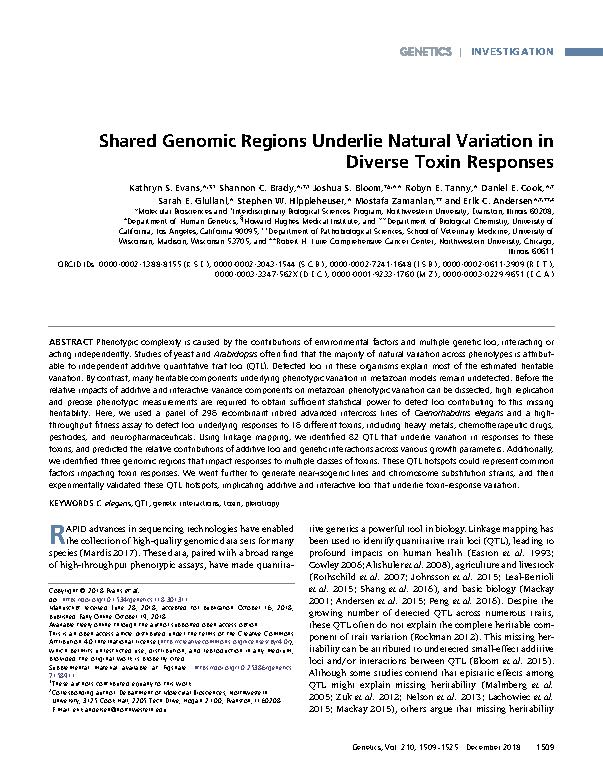 GENETICS | INVESTIGATION
Shared Genomic Regions Underlie Natural Variation in
Diverse Toxin Responses
Kathryn S. Evans, Shannon C. Brady, Joshua S. Bloom, Robyn E. Tanny,* Daniel E. Cook,
Sarah E. Giuliani,* Stephen W. Hippleheuser,* Mostafa Zamanian, and Erik C. Andersen
*Molecular Biosciences and Interdisciplinary Biological Sciences Program, Northwestern University, Evanston, Illinois 60208,
Department of Human Genetics, Howard Hughes Medical Institute, and Department of Biological Chemistry, University of
California, Los Angeles, California 90095, Department of Pathobiological Sciences, School of Veterinary Medicine, University of
Wisconsin, Madison, Wisconsin 53705, and Robert H. Lurie Comprehensive Cancer Center, Northwestern University, Chicago,
Illinois 60611
ORCID IDs: 0000-0002-1388-8155 (K.S.E.); 0000-0002-3043-1544 (S.C.B.); 0000-0002-7241-1648 (J.S.B.); 0000-0002-0611-3909 (R.E.T.);
0000-0003-3347-562X (D.E.C.); 0000-0001-9233-1760 (M.Z.); 0000-0003-0229-9651 (E.C.A.)
ABSTRACT Phenotypic complexity is caused by the contributions of environmental factors and multiple genetic loci, interacting or
acting independently. Studies of yeast and Arabidopsis often find that the majority of natural variation across phenotypes is attribut-
able to independent additive quantitative trait loci (QTL). Detected loci in these organisms explain most of the estimated heritable
variation. By contrast, many heritable components underlying phenotypic variation in metazoan models remain undetected. Before the
relative impacts of additive and interactive variance components on metazoan phenotypic variation can be dissected, high replication
and precise phenotypic measurements are required to obtain sufficient statistical power to detect loci contributing to this missing
heritability. Here, we used a panel of 296 recombinant inbred advanced intercross lines of Caenorhabditis elegans and a high-
throughput fitness assay to detect loci underlying responses to 16 different toxins, including heavy metals, chemotherapeutic drugs,
pesticides, and neuropharmaceuticals. Using linkage mapping, we identified 82 QTL that underlie variation in responses to these
toxins, and predicted the relative contributions of additive loci and genetic interactions across various growth parameters. Additionally,
we identified three genomic regions that impact responses to multiple classes of toxins. These QTL hotspots could represent common
factors impacting toxin responses. We went further to generate near-isogenic lines and chromosome substitution strains, and then
experimentally validated these QTL hotspots, implicating additive and interactive loci that underlie toxin-response variation.
KEYWORDS C. elegans; QTL; genetic interactions; toxin; pleiotropy
RAPID advances in sequencing technologies have enabled
the collection of high-quality genomic data sets for many
species (Mardis 2017). These data, paired with a broad range
of high-throughput phenotypic assays, have made quantita-
Copyright © 2018 Evans et al.
doi: https://doi.org/10.1534/genetics.118.301311
Manuscript received June 28, 2018; accepted for publication October 16, 2018;
published Early Online October 19, 2018.
Available freely online through the author-supported open access option.
This is an open-access article distributed under the terms of the Creative Commons
Attribution 4.0 International License (http://creativecommons.org/licenses/by/4.0/),
which permits unrestricted use, distribution, and reproduction in any medium,
provided the original work is properly cited.
Supplemental material available at Figshare: https://doi.org/10.25386/genetics.
These authors contributed equally to this work.
Corresponding author: Department of Molecular Biosciences, Northwestern
University, 3125 Cook Hall, 2205 Tech Drive, Hogan 2100, Evanston, IL 60208.
E-mail: erik.andersen@northwestern.edu
tive genetics a powerful tool in biology. Linkage mapping has
been used to identify quantitative trait loci (QTL), leading to
profound impacts on human health (Easton et al. 1993;
Cowley 2006; Altshuler et al. 2008), agriculture and livestock
(Rothschild et al. 2007; Johnsson et al. 2015; Leal-Bertioli
et al. 2015; Shang et al. 2016), and basic biology (Mackay
2001; Andersen et al. 2015; Peng et al. 2016). Despite the
growing number of detected QTL across numerous traits,
these QTL often do not explain the complete heritable com-
ponent of trait variation (Rockman 2012). This missing her-
itability can be attributed to undetected small-effect additive
loci and/or interactions between QTL (Bloom et al. 2015).
Although some studies contend that epistatic effects among
QTL might explain missing heritability (Malmberg et al.
2005; Zuk et al. 2012; Nelson et al. 2013; Lachowiec et al.
2015; Mackay 2015), others argue that missing heritability
Genetics, Vol. 210, 1509–1525 December 2018 1509